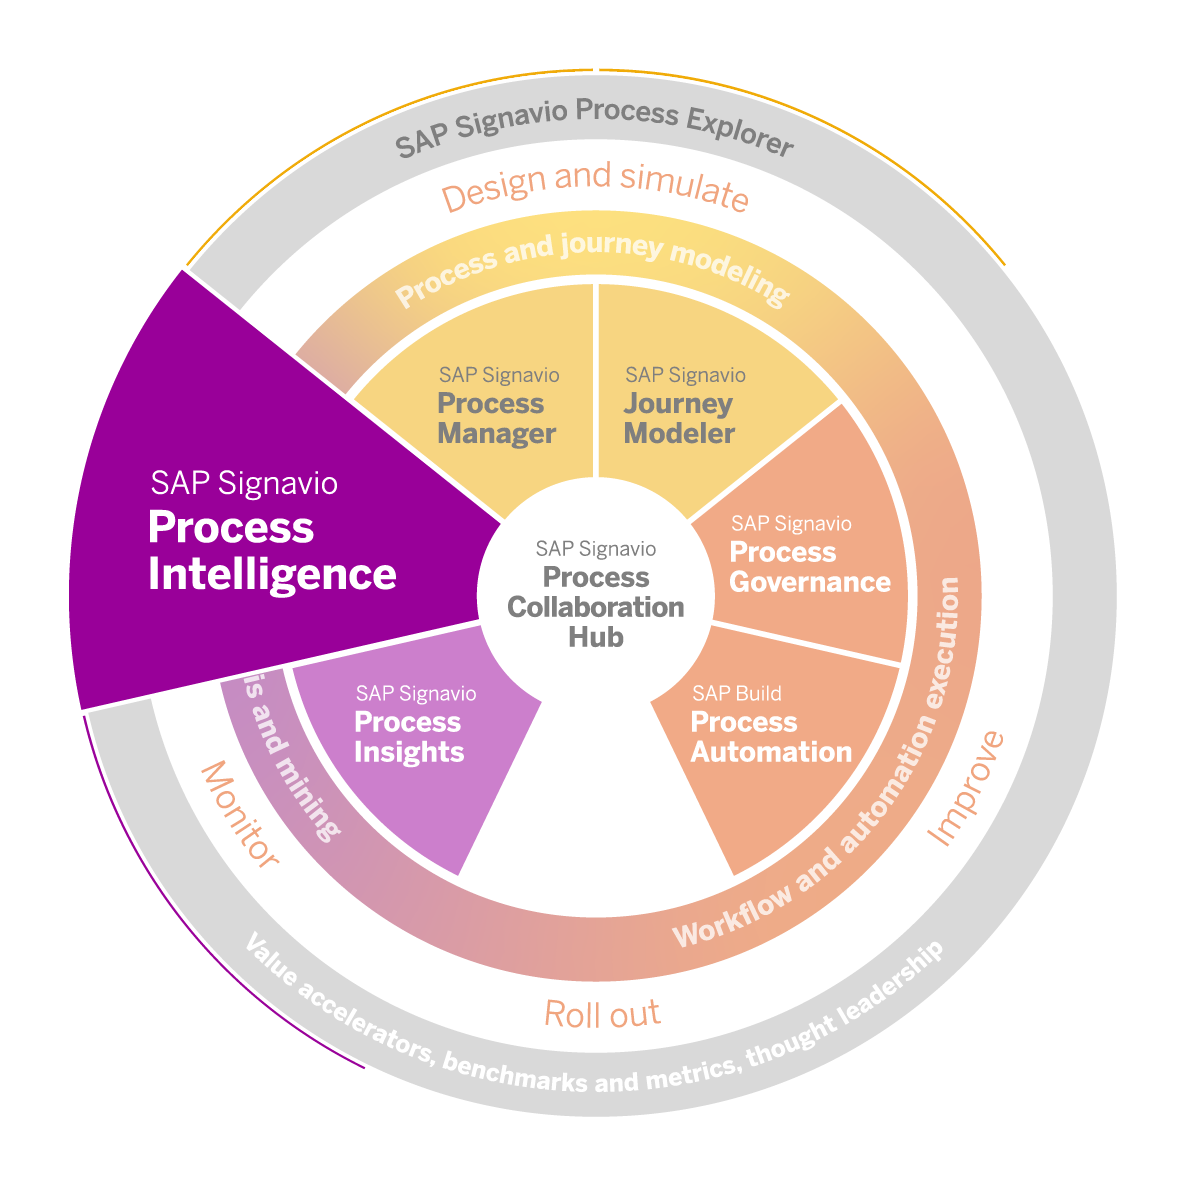 SAP Signavio Process Explorer
Design and simulate
Process and journey modeling
SAP Signavio
Process
Manager
SAP Signavio
Journey
Modeler
SAP Signavio
Process
Intelligence
SAP Signavio
Process
Governance
SAP Signavio
Process
Collaboration
Hub
SAP Signavio
Process
Insights
SAP Build
Process
Automation
is and mining
Workflow and automation execution
Monitor
Improve
Roll out
Value accelerators, benchmarks and metrics, thought leadership